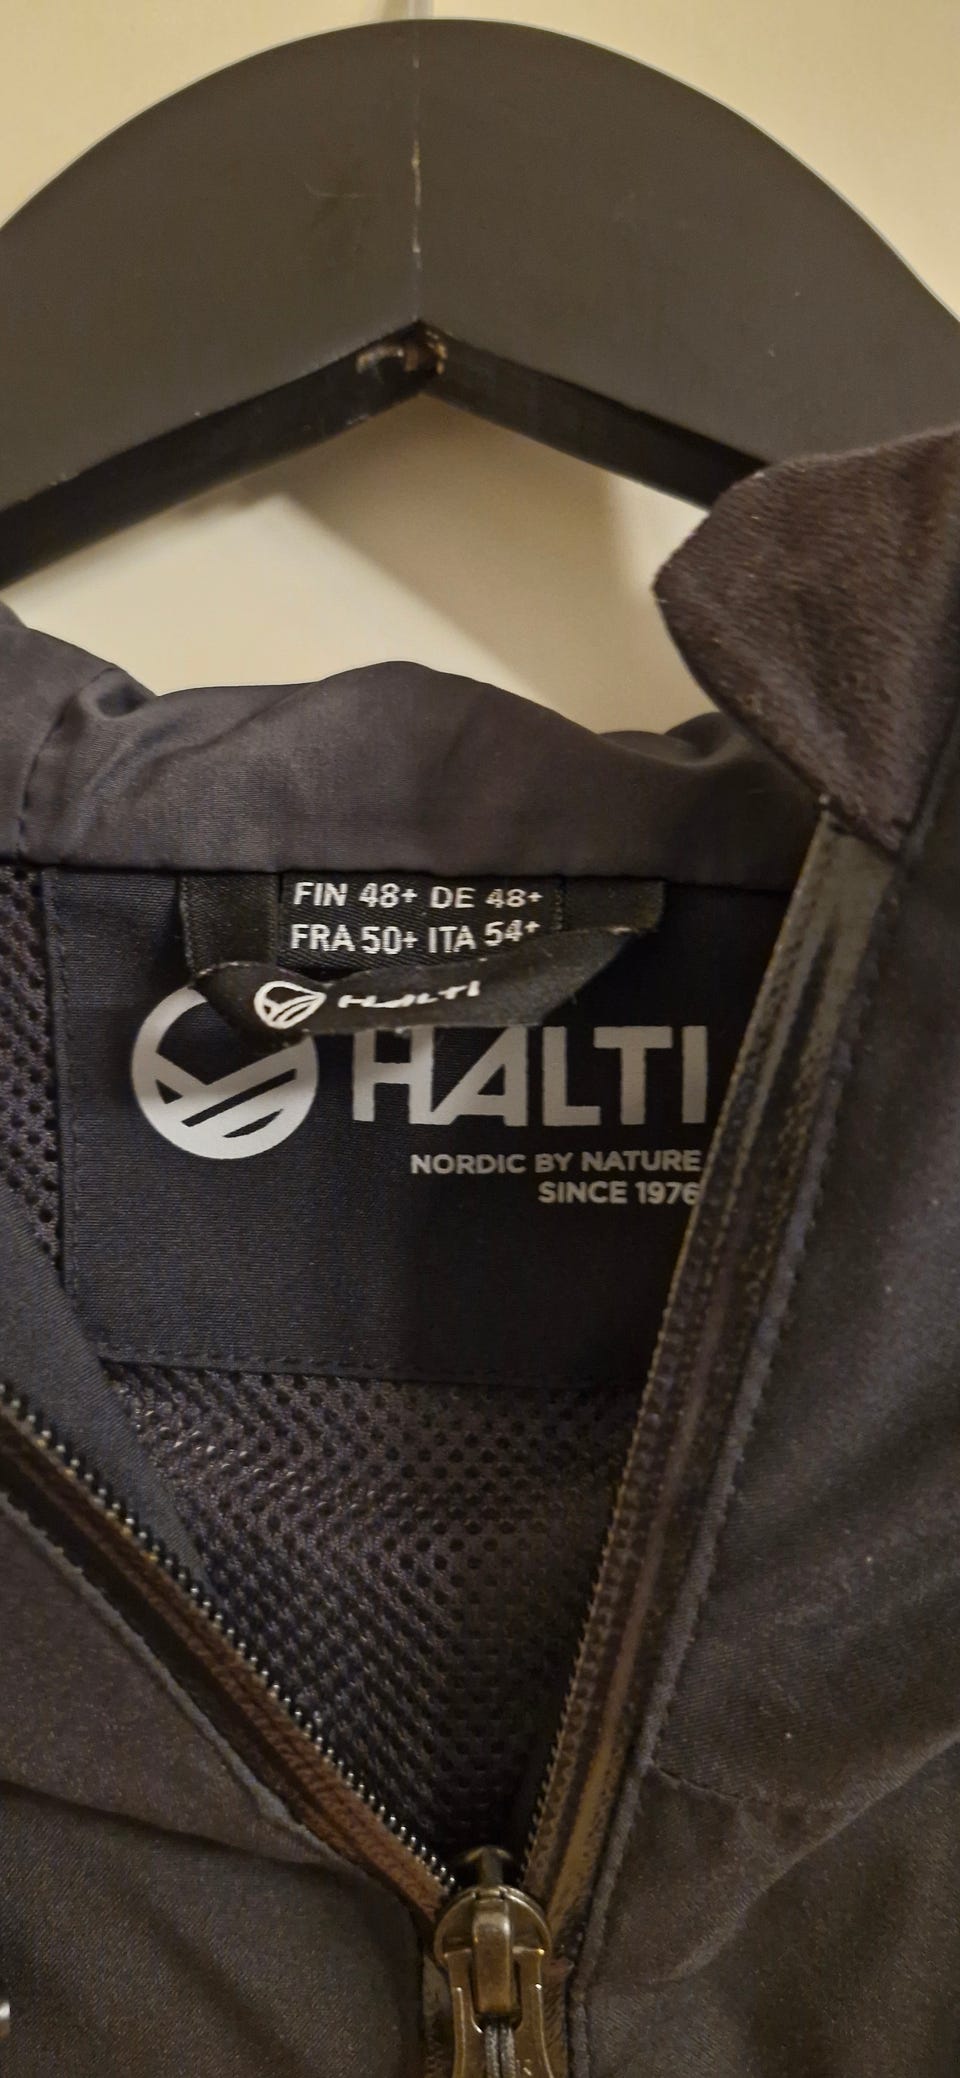 FIN 48+ DE 48+
FRA 50+ ITA 54+
HALTI
HALTI
NORDIC BY NATURE
SINCE 1976